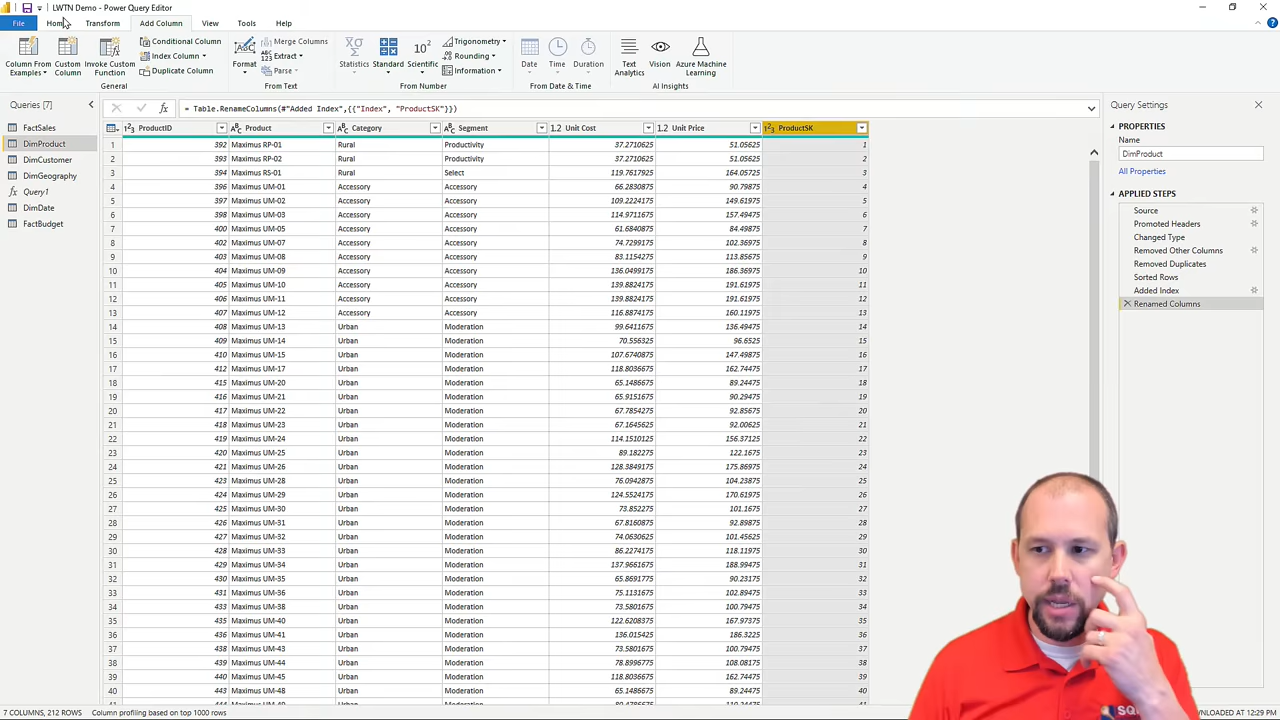 LWTN Demo - Power Query Editor
File Home Transform Add Column View Tools Help
Column From Examples
Custom Column
Invoke Custom Function
Conditional Column
Index Column
Duplicate Column
General
Format
Merge Columns
Extract
Parse
From Text
Statistics
Standard
Scientific
Trigonometry
Rounding
Information
From Number
Date
Time
Duration
From Date & Time
Text Analytics
Vision
Azure Machine Learning
AI Insights
Queries [7]
FactSales
DimProduct
DimCustomer
DimGeography
Query1
DimDate
FactBudget
= Table.RenameColumns(#"Added Index",{{"Index", "ProductSK"}})
ProductID Product Category Segment Unit Cost Unit Price ProductSK
1 392 Maximus RP-01 Rural Productivity 37.2710625 51.05625 1
2 393 Maximus RP-02 Rural Productivity 37.2710625 51.05625 2
3 394 Maximus RS-01 Rural Select 119.7617925 164.05725 3
4 396 Maximus UM-01 Accessory Accessory 66.2830875 90.79875 4
5 397 Maximus UM-02 Accessory Accessory 109.2224175 149.61975 5
6 398 Maximus UM-03 Accessory Accessory 114.9711675 157.49475 6
7 400 Maximus UM-05 Accessory Accessory 61.6840875 84.49875 7
8 402 Maximus UM-07 Accessory Accessory 74.7299175 102.36975 8
9 403 Maximus UM-08 Accessory Accessory 83.1154275 113.85675 9
10 404 Maximus UM-09 Accessory Accessory 136.0499175 186.36975 10
11 405 Maximus UM-10 Accessory Accessory 139.8824175 191.61975 11
12 406 Maximus UM-11 Accessory Accessory 139.8824175 191.61975 12
13 407 Maximus UM-12 Accessory Accessory 116.8874175 160.11975 13
14 408 Maximus UM-13 Urban Moderation 99.6411675 136.49475 14
15 409 Maximus UM-14 Urban Moderation 70.556325 96.6525 15
16 410 Maximus UM-15 Urban Moderation 107.6740875 147.49875 16
17 412 Maximus UM-17 Urban Moderation 118.8036675 162.74475 17
18 415 Maximus UM-20 Urban Moderation 65.1486675 89.24475 18
19 416 Maximus UM-21 Urban Moderation 65.9151675 90.29475 19
20 417 Maximus UM-22 Urban Moderation 67.7854275 92.85675 20
21 418 Maximus UM-23 Urban Moderation 67.1645625 92.00625 21
22 419 Maximus UM-24 Urban Moderation 114.1510125 156.37125 22
23 420 Maximus UM-25 Urban Moderation 89.182275 122.1675 23
24 421 Maximus UM-26 Urban Moderation 128.3849175 175.86975 24
25 423 Maximus UM-28 Urban Moderation 76.0942875 104.23875 25
26 424 Maximus UM-29 Urban Moderation 124.5524175 170.61975 26
27 425 Maximus UM-30 Urban Moderation 73.852275 101.1675 27
28 426 Maximus UM-31 Urban Moderation 67.8160875 92.89875 28
29 427 Maximus UM-32 Urban Moderation 74.0630625 101.45625 29
30 428 Maximus UM-33 Urban Moderation 86.2274175 118.11975 30
31 429 Maximus UM-34 Urban Moderation 137.9661675 188.99475 31
32 430 Maximus UM-35 Urban Moderation 65.8691775 90.23175 32
33 431 Maximus UM-36 Urban Moderation 75.1131675 102.89475 33
34 433 Maximus UM-38 Urban Moderation 73.5801675 100.79475 34
35 435 Maximus UM-40 Urban Moderation 122.6208375 167.97375 35
36 436 Maximus UM-41 Urban Moderation 136.015425 186.3225 36
37 438 Maximus UM-43 Urban Moderation 73.5801675 100.79475 37
38 439 Maximus UM-44 Urban Moderation 78.8996775 108.08175 38
39 440 Maximus UM-45 Urban Moderation 118.8036675 162.74475 39
40 443 Maximus UM-48 Urban Moderation 65.1486675 89.24475 40
Query Settings
PROPERTIES
Name
DimProduct
All Properties
APPLIED STEPS
Source
Promoted Headers
Changed Type
Removed Other Columns
Removed Duplicates
Sorted Rows
Added Index
Renamed Columns
7 COLUMNS, 212 ROWS Column profiling based on top 1000 rows
AT 12:29 PM